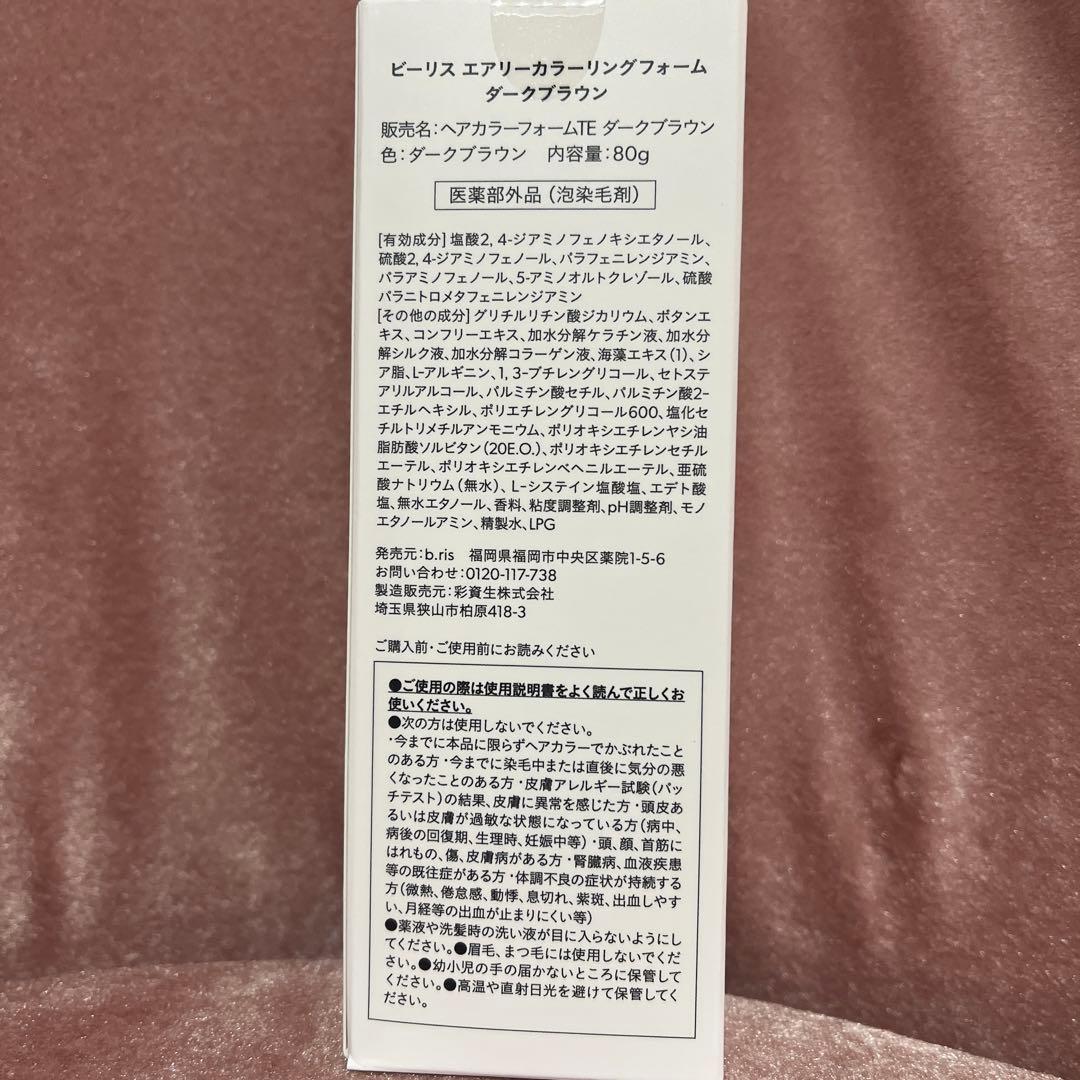 ビーリス エアリーカラーリングフォーム
ダークブラウン
販売名:ヘアカラーフォームTE ダークブラウン
色:ダークブラウン 内容量:80g
医薬部外品(泡染毛剤)
[有効成分]塩酸2, 4-ジアミノフェノキシエタノール、
硫酸2, 4-ジアミノフェノール、パラフェニレンジアミン、
パラアミノフェノール、5-アミノオルトクレゾール、硫酸
パラニトロメタフェニレンジアミン
[その他の成分]グリチルリチン酸ジカリウム、ボタンエ
キス、コンフリーエキス、加水分解ケラチン液、加水分
解シルク液、加水分解コラーゲン液、海藻エキス(1)、シ
ア脂、L-アルギニン、1, 3-ブチレングリコール、セトステ
アリルアルコール、パルミチン酸セチル、パルミチン酸2-
エチルヘキシル、ポリエチレングリコール600、塩化セ
チルトリメチルアンモニウム、ポリオキシエチレンヤシ油
脂肪酸ソルビタン(20E.O.)、ポリオキシエチレンセチル
エーテル、ポリオキシエチレンベヘニルエーテル、亜硫
酸ナトリウム(無水)、L-システイン塩酸塩、エデト酸
塩、無水エタノール、香料、粘度調整剤、pH調整剤、モノ
エタノールアミン、精製水、LPG
発売元:b.ris 福岡県福岡市中央区薬院1-5-6
お問い合わせ:0120-117-738
製造販売元:彩資生株式会社
埼玉県狭山市柏原418-3
ご購入前・ご使用前にお読みください
●ご使用の際は使用説明書をよく読んで正しくお
使いください。
●次の方は使用しないでください。
・今までに本品に限らずヘアカラーでかぶれたこと
のある方・今までに染毛中または直後に気分の悪
くなったことのある方・皮膚アレルギー試験(パッ
チテスト)の結果、皮膚に異常を感じた方・頭皮あ
るいは皮膚が過敏な状態になっている方(病中、
病後の回復期、生理時、妊娠中等)・頭、顔、首筋に
はれもの、傷、皮膚病がある方・腎臓病、血液疾患
等の既往症がある方・体調不良の症状が持続する
方(微熱、倦怠感、動悸、息切れ、紫斑、出血しやす
い、月経等の出血が止まりにくい等)
●薬液や洗髪時の洗い液が目に入らないようにし
てください。●眉毛、まつ毛には使用しないでくだ
さい。●幼小児の手の届かないところに保管して
ください。●高温や直射日光を避けて保管してく
ださい。